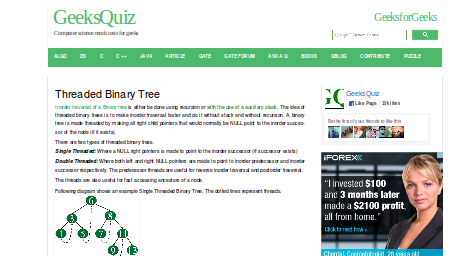 GeeksQuiz
GeeksforGeeks
Computer science mock tests for geeks
Google™ Custom Search
ALGO DS C C++ JAVA ARTICLE GATE GATE FORUM ASK A Q BOOKS GBLOG CONTRIBUTE PUZZLE
Threaded Binary Tree
Inorder traversal of a Binary tree is either be done using recursion or with the use of a auxiliary stack. The idea of
threaded binary trees is to make inorder traversal faster and do it without stack and without recursion. A binary
tree is made threaded by making all right child pointers that would normally be NULL point to the inorder succes-
sor of the node (if it exists).
There are two types of threaded binary trees.
Single Threaded: Where a NULL right pointers is made to point to the inorder successor (if successor exists)
Double Threaded: Where both left and right NULL pointers are made to point to inorder predecessor and inorder
successor respectively. The predecessor threads are useful for reverse inorder traversal and postorder traversal.
The threads are also useful for fast accessing ancestors of a node.
Following diagram shows an example Single Threaded Binary Tree. The dotted lines represent threads.
6
3 8
1 5 7 11
9 13
GeeksQuiz
Like Page
likes
Be the first of your friends to like this
iFOREX
"I invested $100
and 3 months later
made a $200 profit,
all from home."
Click to read how »
Chantal, Cosmetologist, 28 years old